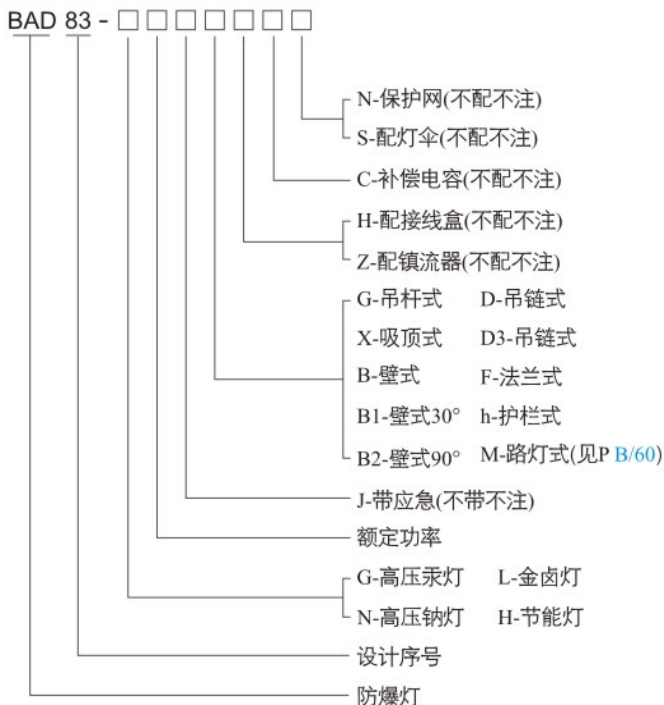 BAD 83 - □ □ □ □ □ □ □
N-保护网(不配不注)
S-配灯伞(不配不注)
C-补偿电容(不配不注)
H-配接线盒(不配不注)
Z-配镇流器(不配不注)
G-吊杆式 D-吊链式
X-吸顶式 D3-吊链式
B-壁式 F-法兰式
B1-壁式30° h-护栏式
B2-壁式90° M-路灯式(见P B/60)
J-带应急(不带不注)
额定功率
G-高压汞灯 L-金卤灯
N-高压钠灯 H-节能灯
设计序号
防爆灯